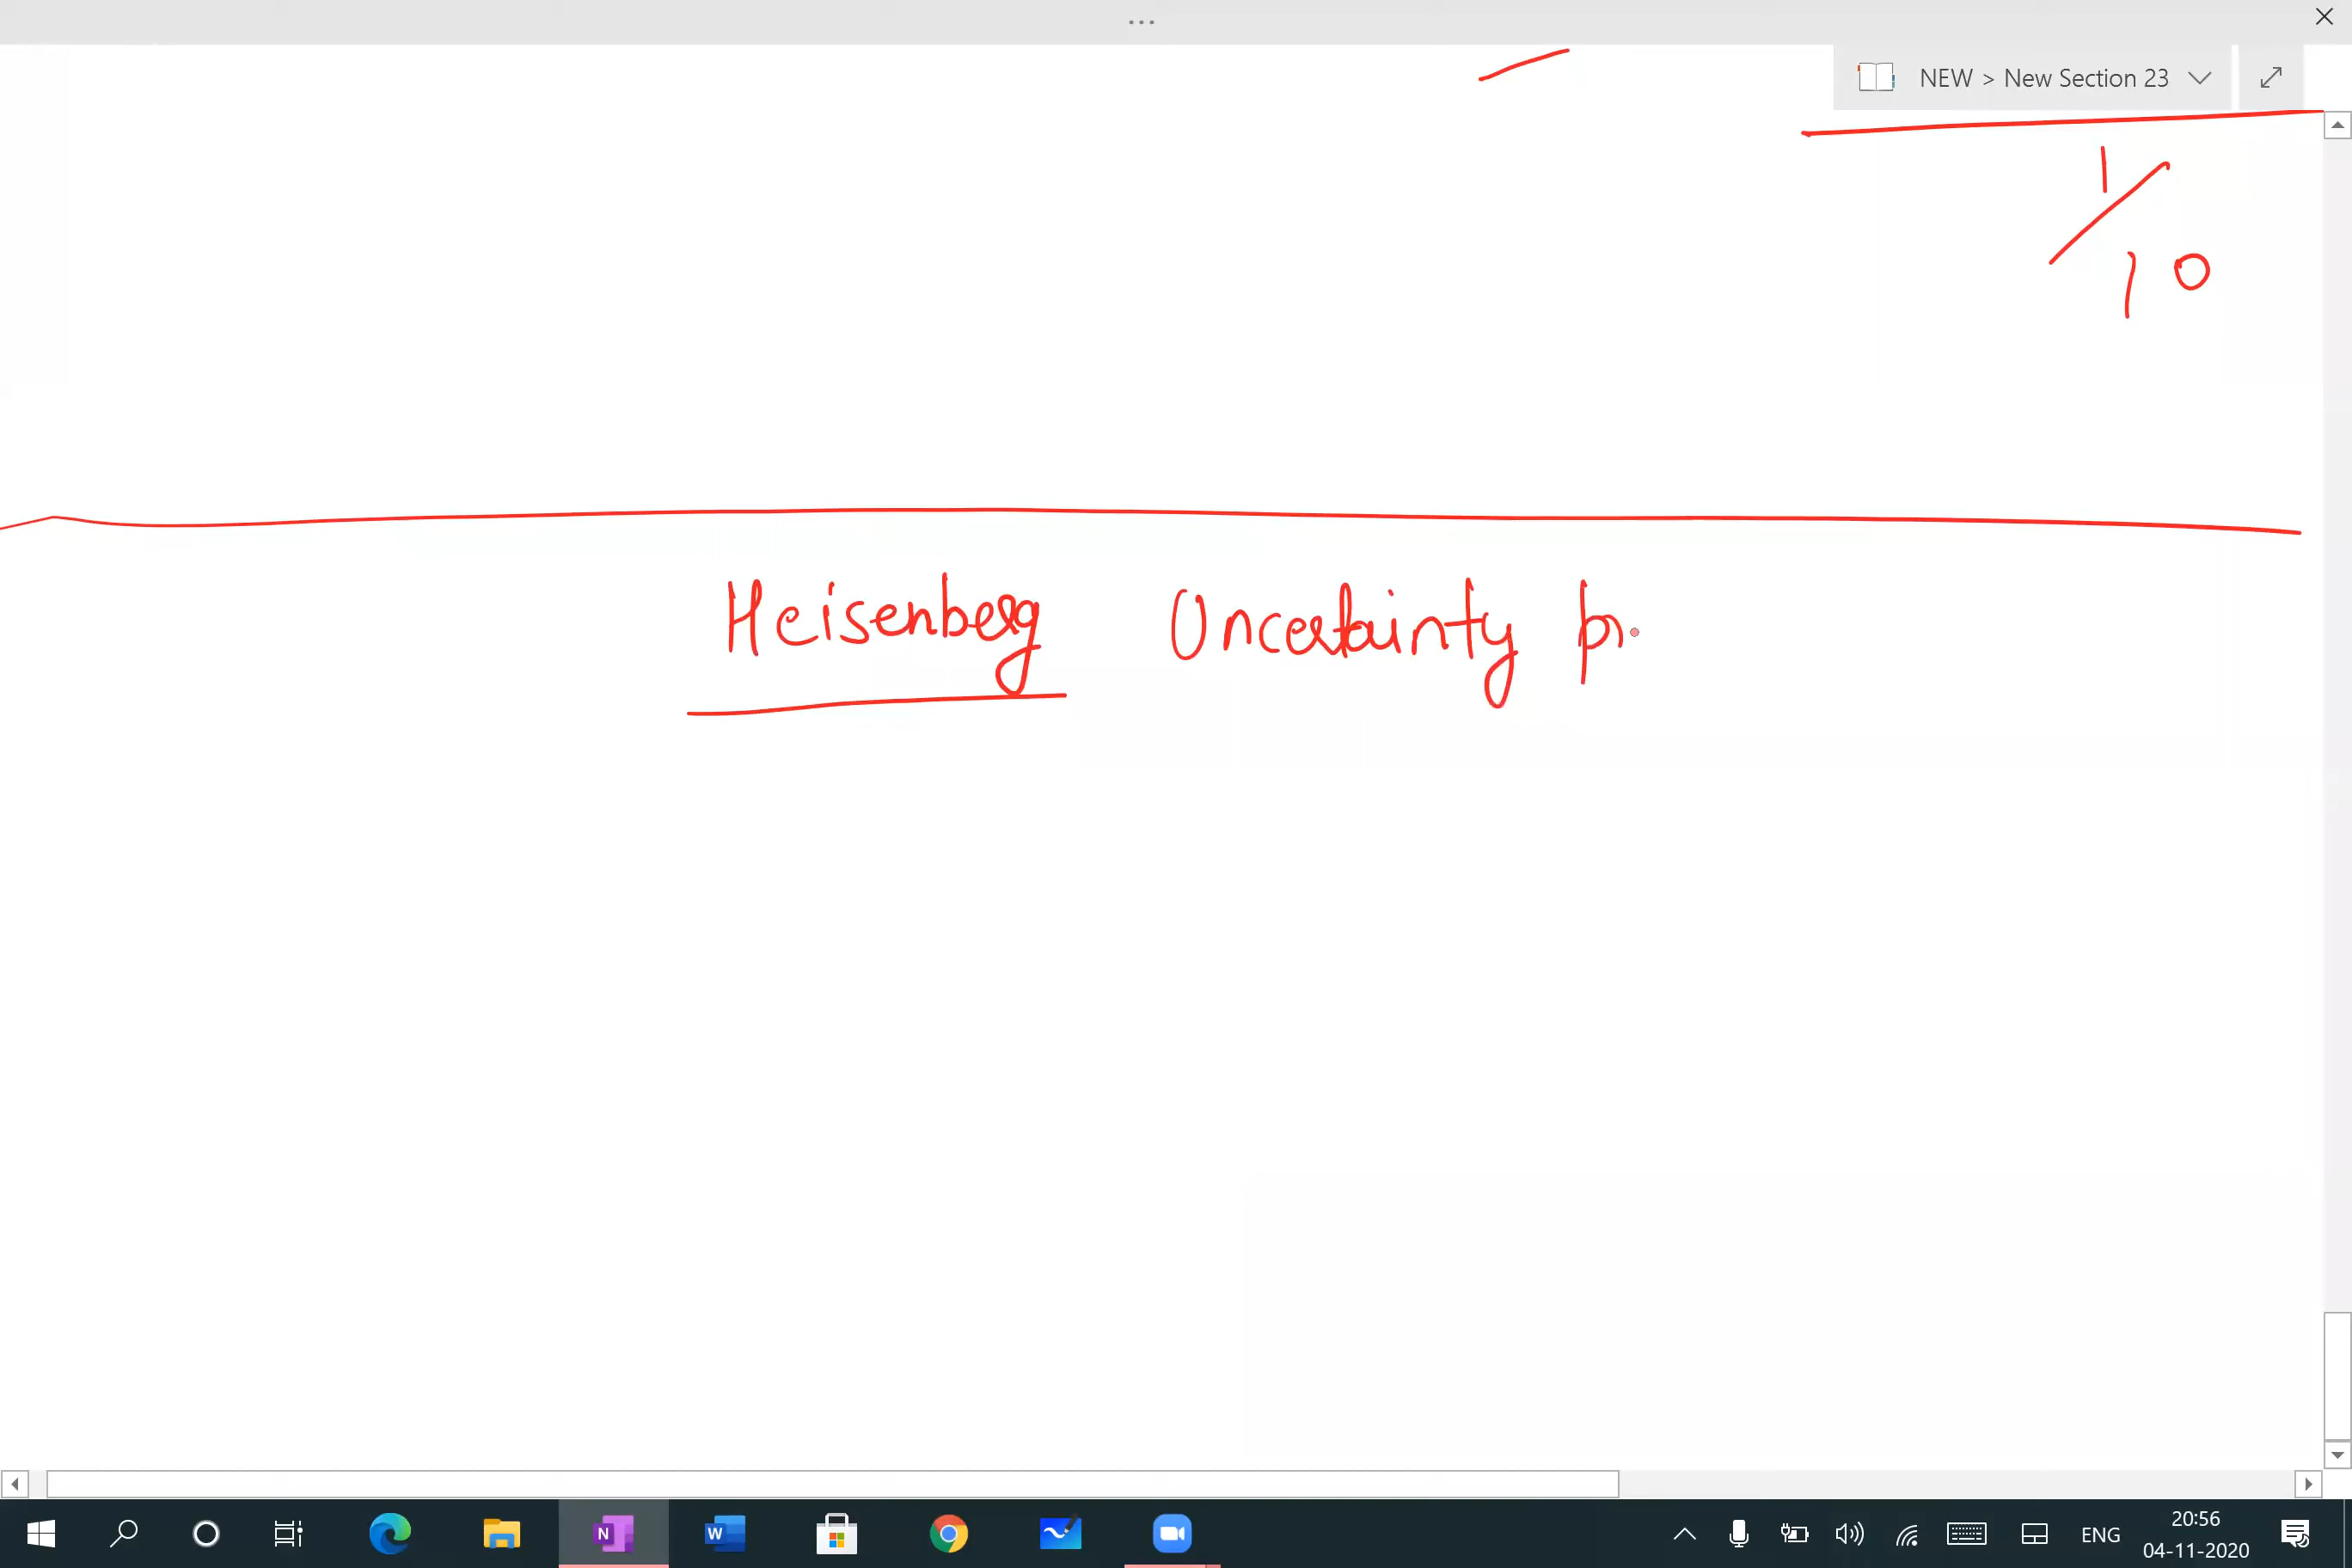 ...
NEW > New Section 23
1/10
Heisenberg Uncertainty pr
ENG
20:56
04-11-2020